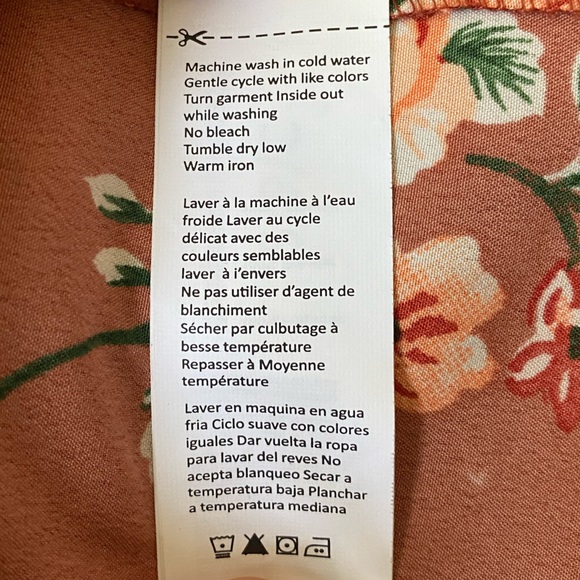 Machine wash in cold water
Gentle cycle with like colors
Turn garment Inside out
while washing
No bleach
Tumble dry low
Warm iron
Laver à la machine à l'eau
froide Laver au cycle
délicat avec des
couleurs semblables
laver à i'envers
Ne pas utiliser d'agent de
blanchiment
Sécher par culbutage à
besse température
Repasser à Moyenne
température
Laver en maquina en agua
fria Ciclo suave con colores
iguales Dar vuelta la ropa
para lavar del reves No
acepta blanqueo Secar a
temperatura baja Planchar
a temperatura mediana